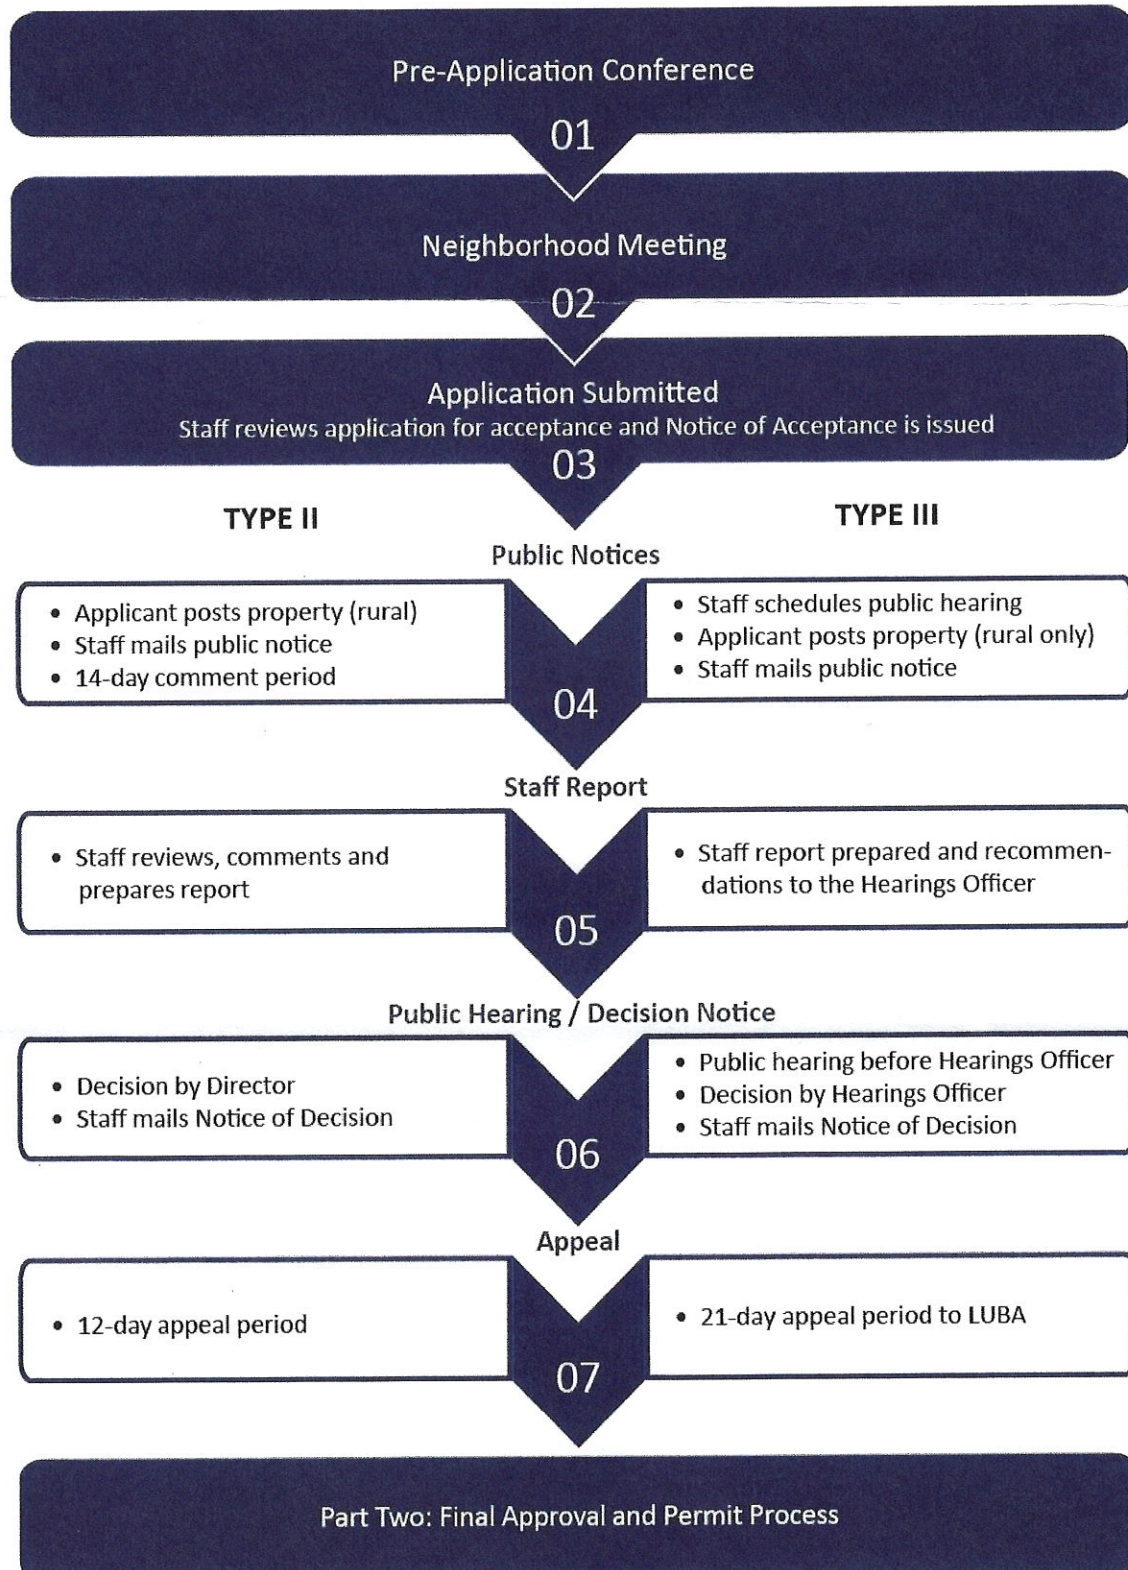 Pre-Application Conference
01
Neighborhood Meeting
02
Application Submitted
Staff reviews application for acceptance and Notice of Acceptance is issued
03
TYPE II
TYPE III
Public Notices
• Applicant posts property (rural)
• Staff mails public notice
• 14-day comment period
• Staff schedules public hearing
• Applicant posts property (rural only)
• Staff mails public notice
04
Staff Report
• Staff reviews, comments and
prepares report
• Staff report prepared and recommen-
dations to the Hearings Officer
05
Public Hearing / Decision Notice
• Decision by Director
• Staff mails Notice of Decision
• Public hearing before Hearings Officer
• Decision by Hearings Officer
• Staff mails Notice of Decision
06
Appeal
• 12-day appeal period
• 21-day appeal period to LUBA
07
Part Two: Final Approval and Permit Process